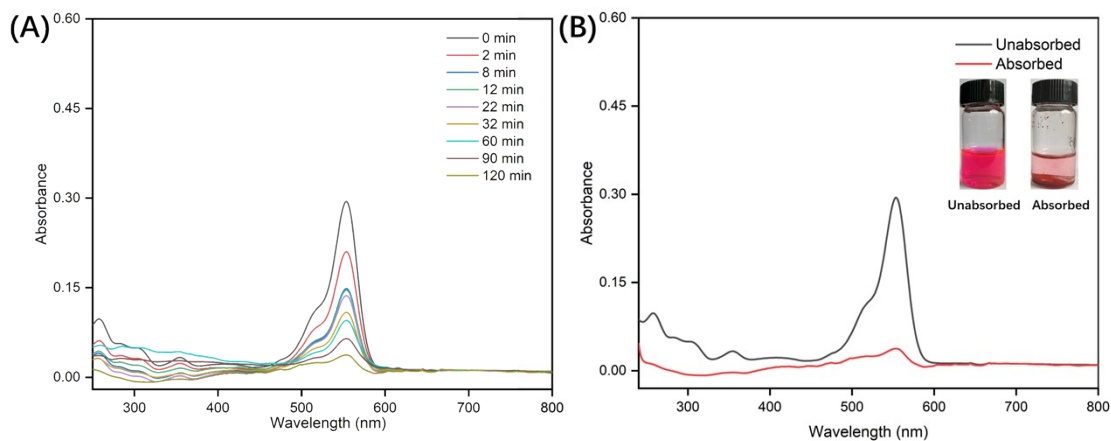 (A)
0.60
0.45
0.30
0.15
0.00
Absorbance
300 400 500 600 700 800
Wavelength (nm)
0 min
2 min
8 min
12 min
22 min
32 min
60 min
90 min
120 min
(B)
0.60
0.45
0.30
0.15
0.00
Absorbance
300 400 500 600 700 800
Wavelength (nm)
Unabsorbed
Absorbed
Unabsorbed Absorbed